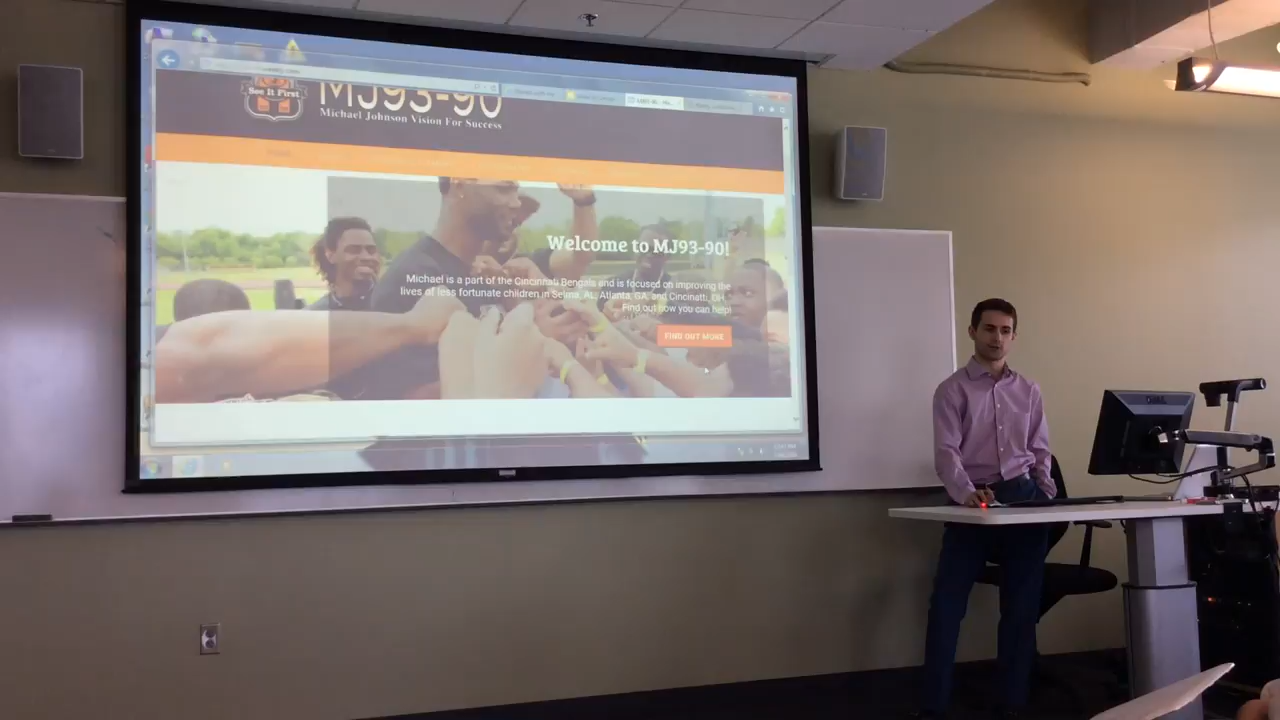 See It First
MJ93-90
Michael Johnson Vision For Success
Welcome to MJ93-90!
Michael is a part of the Cincinnati Bengals and is focused on improving the
lives of less fortunate children in Selma, AL, Atlanta, GA, and Cincinatti, OH.
Find out how you can help!
FIND OUT MORE
DELL